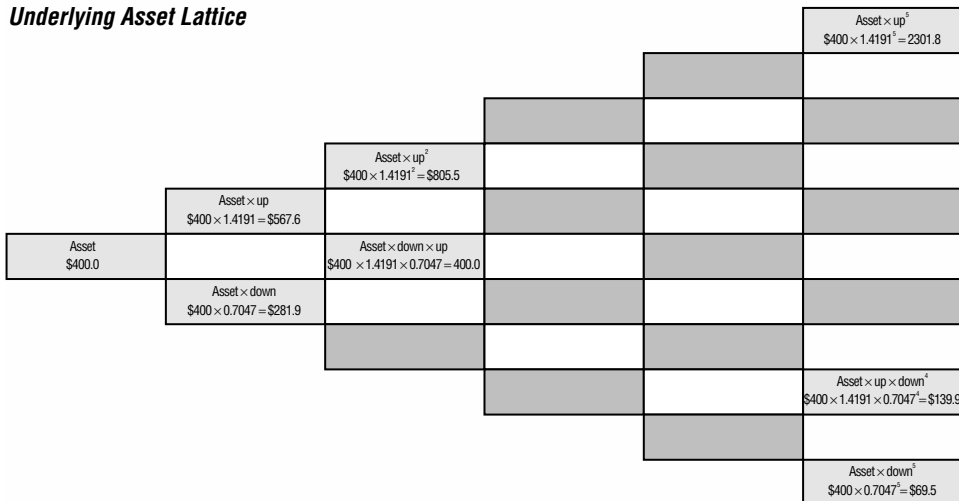 Underlying Asset Lattice
Asset × up⁵
$400 × 1.4191⁵ = 2301.8
Asset × up²
$400 × 1.4191² = $805.5
Asset × up
$400 × 1.4191 = $567.6
Asset
$400.0
Asset × down × up
$400 × 1.4191 × 0.7047 = 400.0
Asset × down
$400 × 0.7047 = $281.9
Asset × up × down⁴
$400 × 1.4191 × 0.7047⁴ = $139.9
Asset × down⁵
$400 × 0.7047⁵ = $69.5